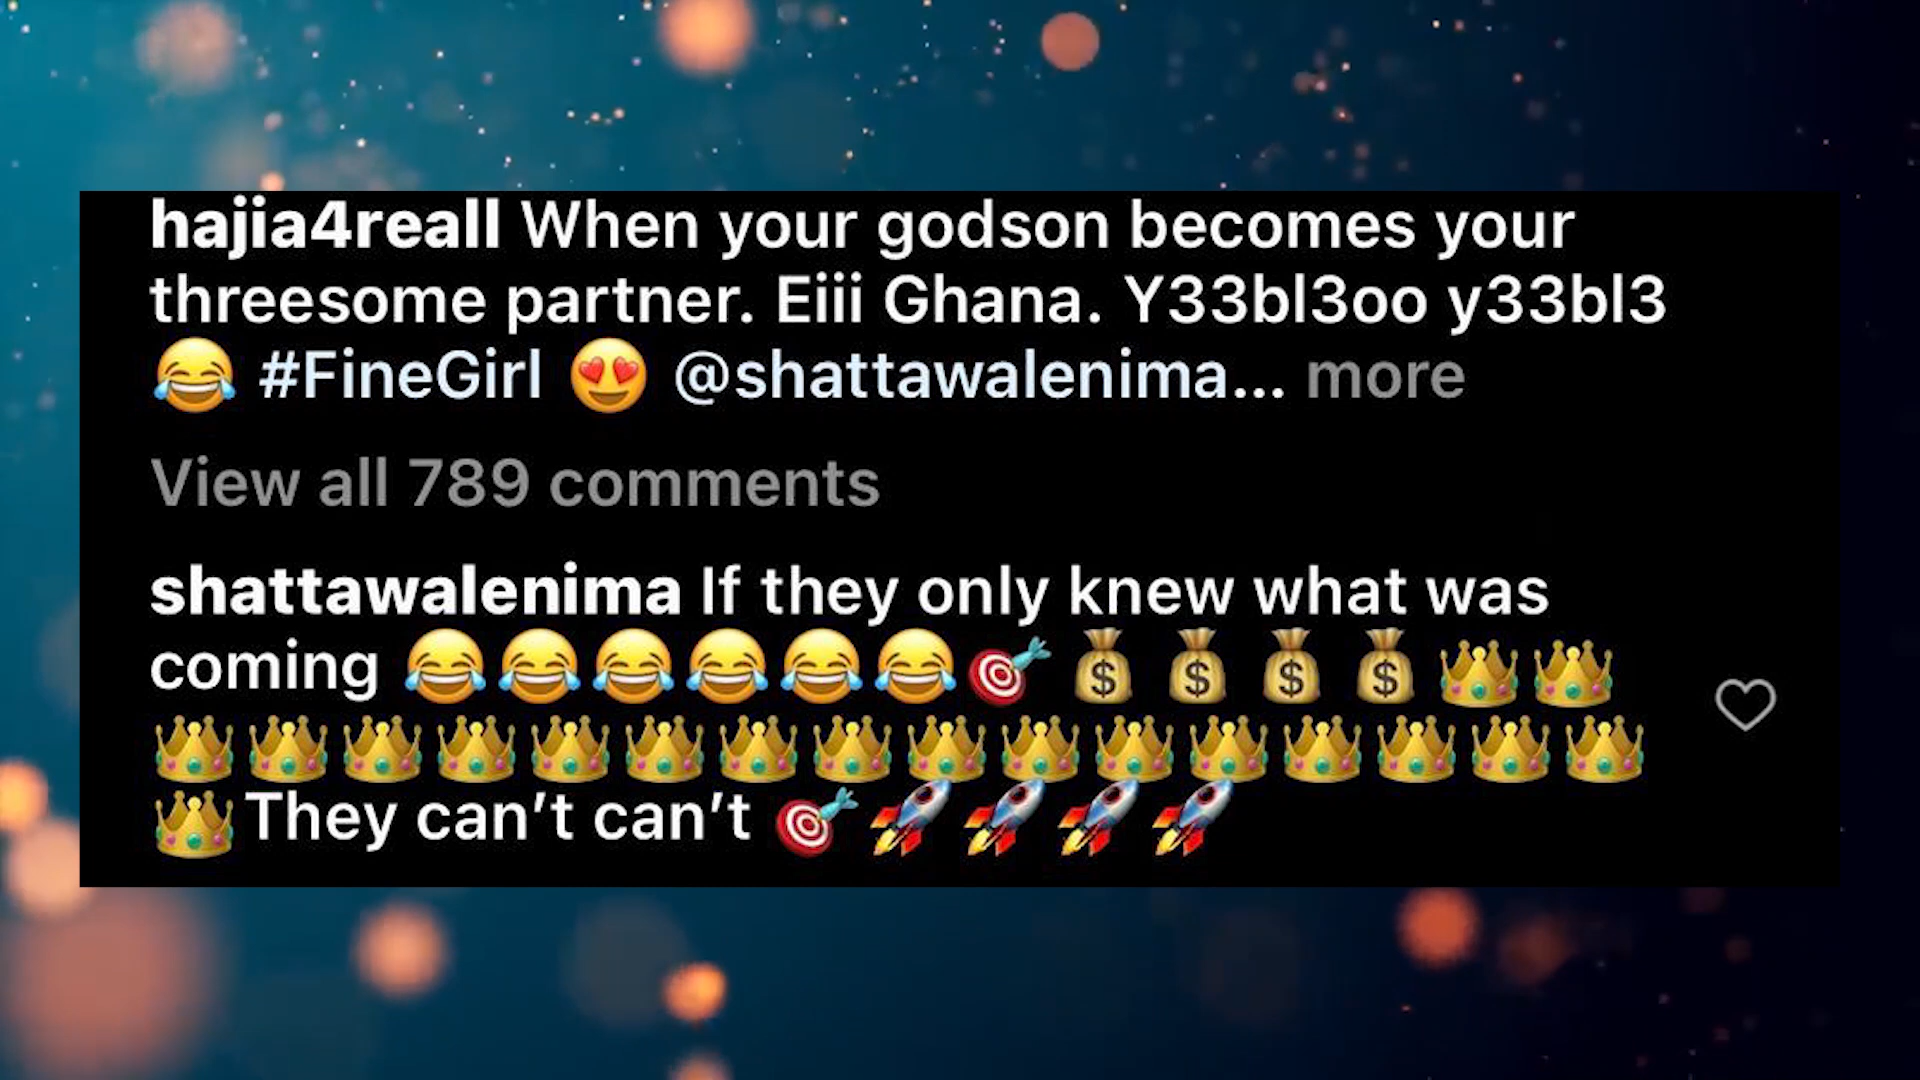 hajia4reall When your godson becomes your
threesome partner. Eiii Ghana. Y33bl3oo y33bl3
😂 #FineGirl 😍 @shattawalenima... more
View all 789 comments
shattawalenima If they only knew what was
coming 😂😂😂😂😂😂🎯💰💰💰💰👑👑
👑👑👑👑👑👑👑👑👑👑👑👑👑👑👑👑
👑They can’t can’t 🎯🚀🚀🚀🚀